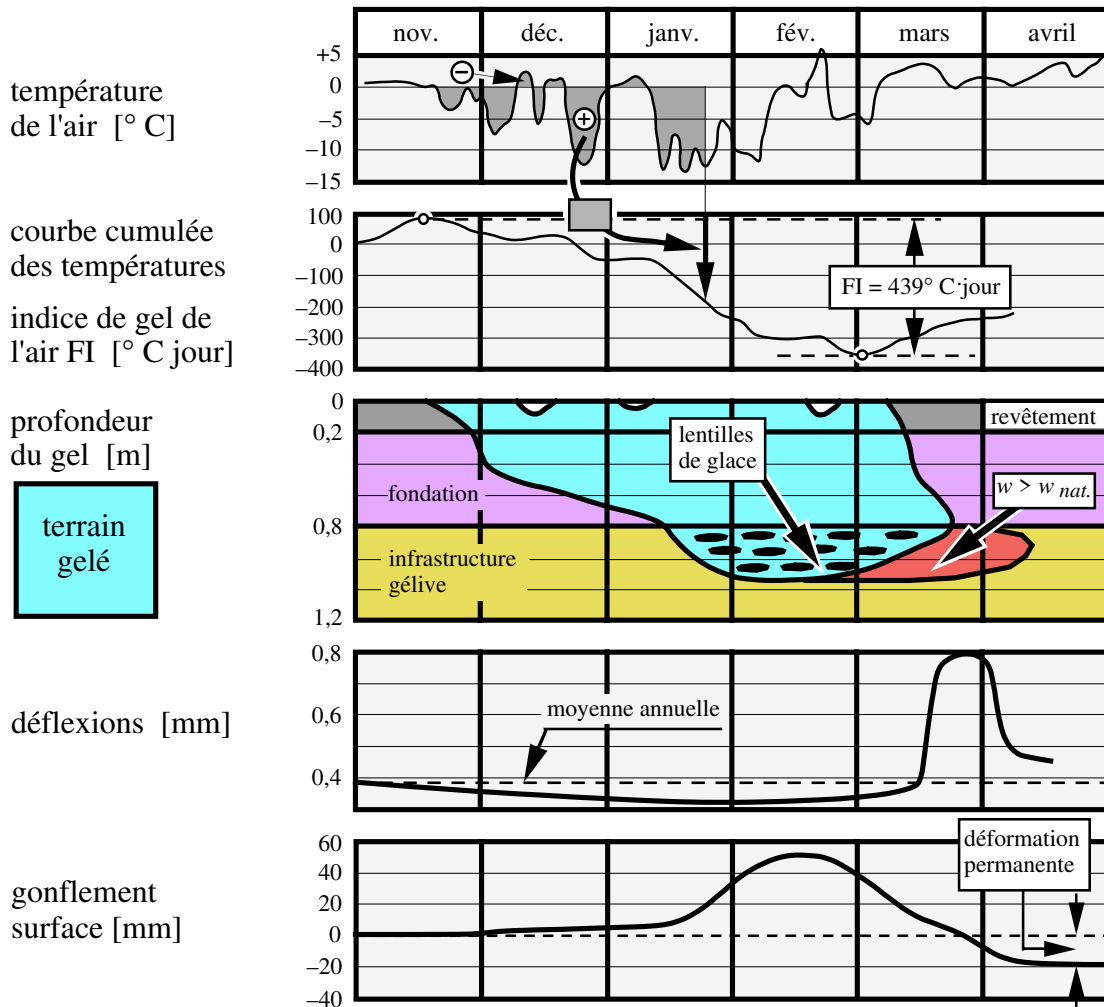 nov. déc. janv. fév. mars avril
température
de l'air [° C]
+5
0
−5
−10
−15
−
+
courbe cumulée
des températures
indice de gel de
l'air FI [° C jour]
100
0
−100
−200
−300
−400
FI = 439° C·jour
profondeur
du gel [m]
terrain
gelé
0
0,2
0,8
1,2
revêtement
lentilles
de glace
w > w nat.
fondation
infrastructure
gélive
déflexions [mm]
0,8
0,6
0,4
moyenne annuelle
gonflement
surface [mm]
60
40
20
0
−20
−40
déformation
permanente